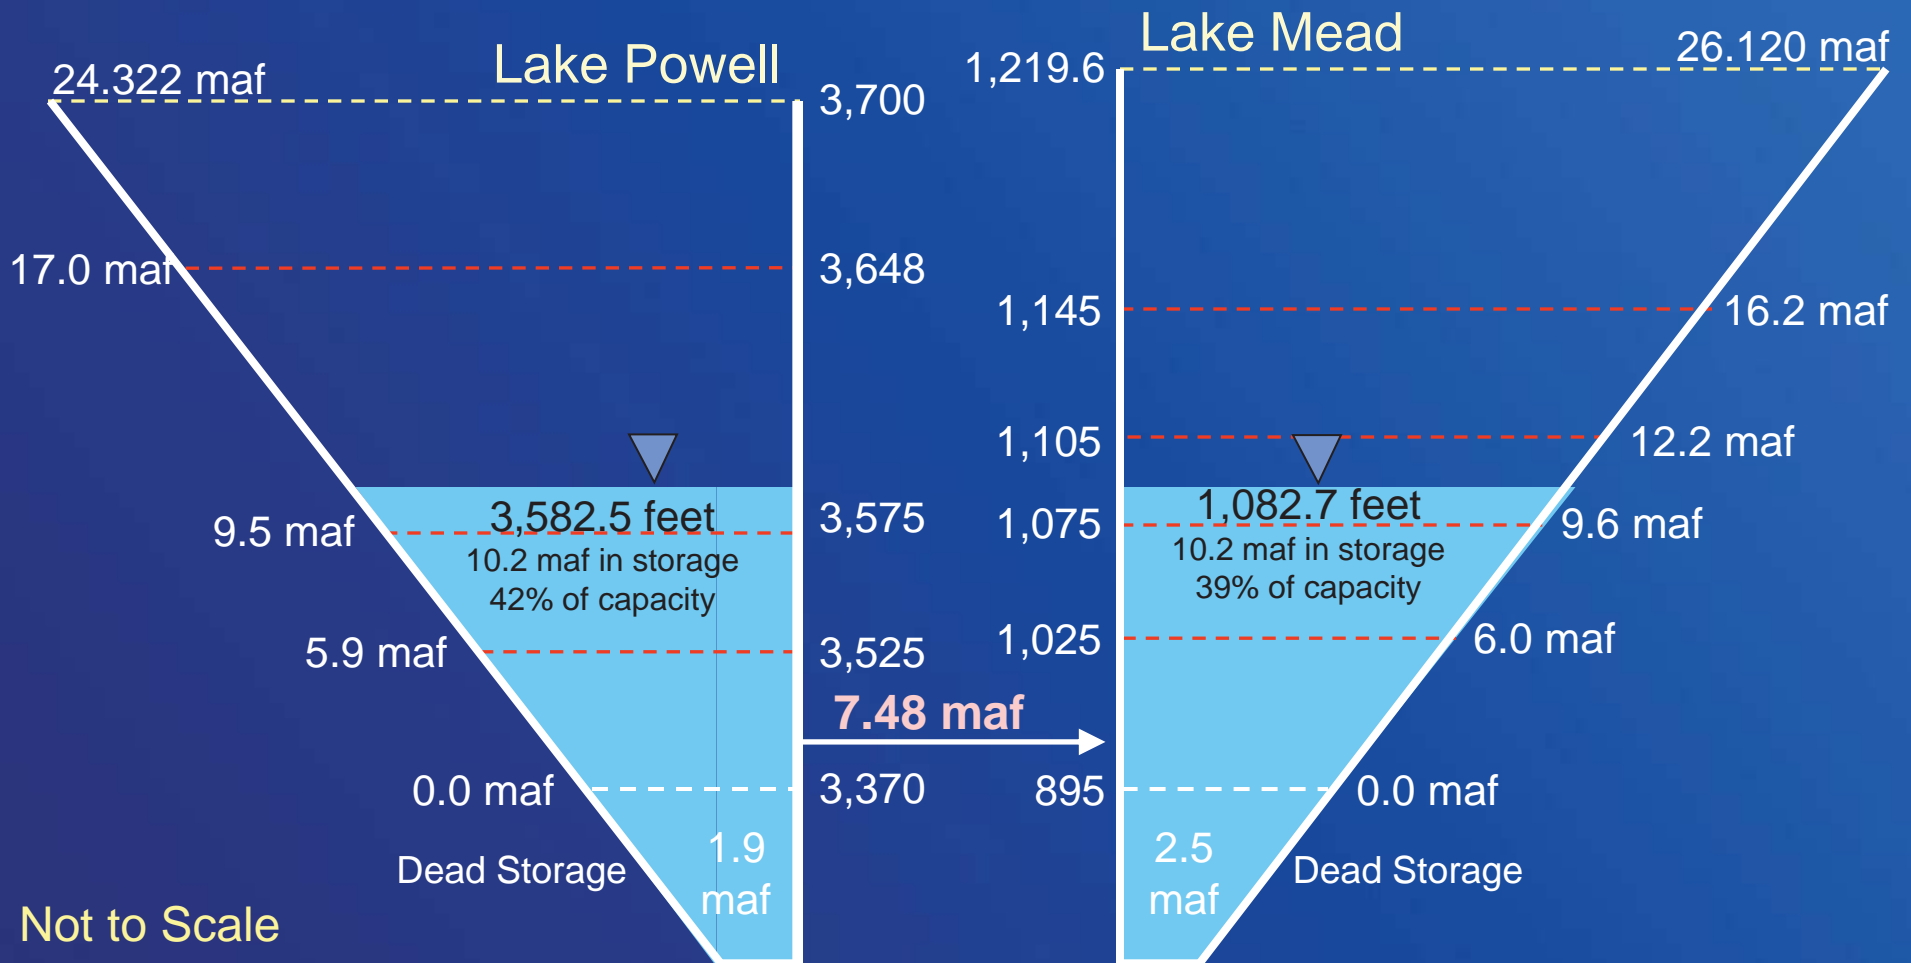 Lake Powell
24.322 maf
3,700
17.0 maf
3,648
9.5 maf
3,582.5 feet
3,575
10.2 maf in storage
42% of capacity
5.9 maf
3,525
7.48 maf
0.0 maf
3,370
Dead Storage
1.9
maf
Not to Scale
Lake Mead
1,219.6
26.120 maf
1,145
16.2 maf
1,105
12.2 maf
1,082.7 feet
1,075
9.6 maf
10.2 maf in storage
39% of capacity
1,025
6.0 maf
895
0.0 maf
2.5
maf
Dead Storage